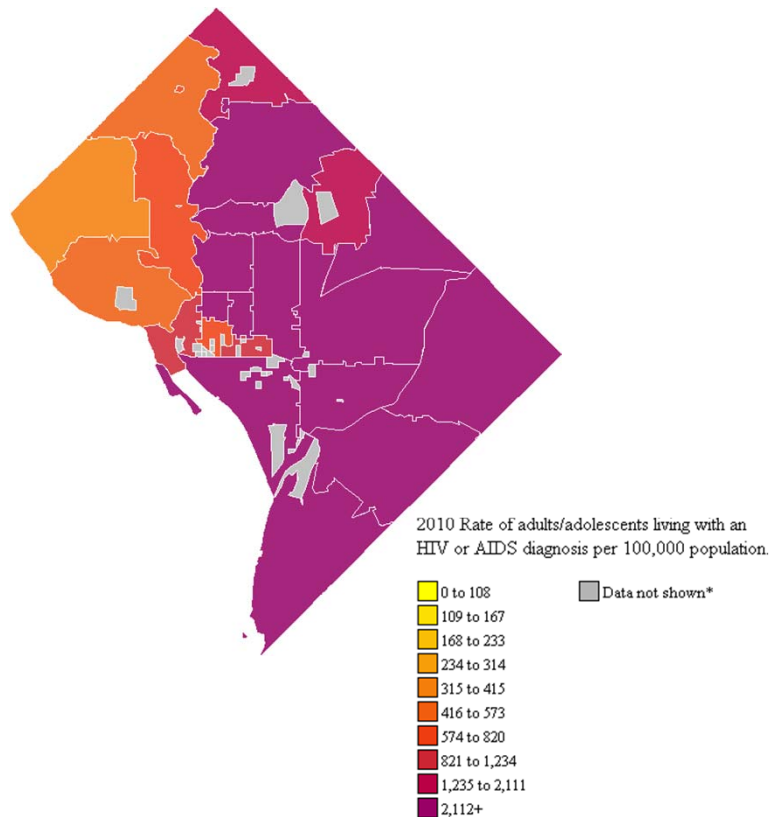 2010 Rate of adults/adolescents living with an
HIV or AIDS diagnosis per 100,000 population.
0 to 108
Data not shown*
109 to 167
168 to 233
234 to 314
315 to 415
416 to 573
574 to 820
821 to 1,234
1,235 to 2,111
2,112+